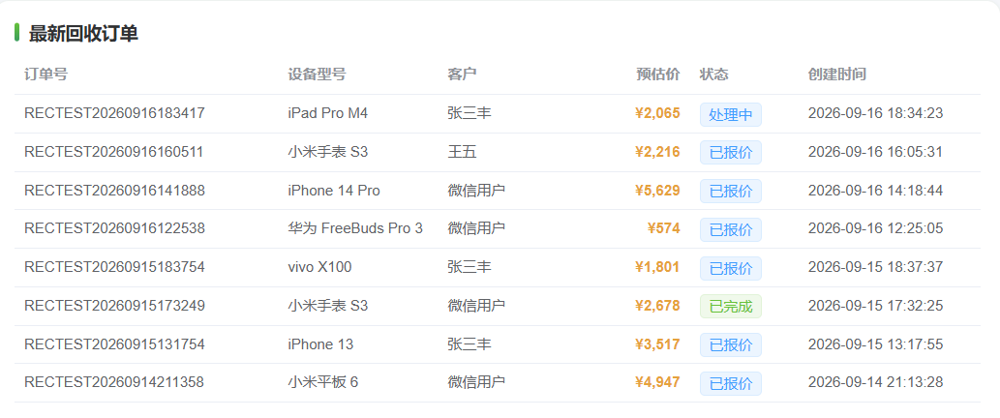 最新回收订单
订单号 设备型号 客户 预估价 状态 创建时间
RECTEST20260916183417 iPad Pro M4 张三丰 ¥2,065 处理中 2026-09-16 18:34:23
RECTEST20260916160511 小米手表 S3 王五 ¥2,216 已报价 2026-09-16 16:05:31
RECTEST20260916141888 iPhone 14 Pro 微信用户 ¥5,629 已报价 2026-09-16 14:18:44
RECTEST20260916122538 华为 FreeBuds Pro 3 微信用户 ¥574 已报价 2026-09-16 12:25:05
RECTEST20260915183754 vivo X100 张三丰 ¥1,801 已报价 2026-09-15 18:37:37
RECTEST20260915173249 小米手表 S3 微信用户 ¥2,678 已完成 2026-09-15 17:32:25
RECTEST20260915131754 iPhone 13 张三丰 ¥3,517 已报价 2026-09-15 13:17:55
RECTEST20260914211358 小米平板 6 微信用户 ¥4,947 已报价 2026-09-14 21:13:28